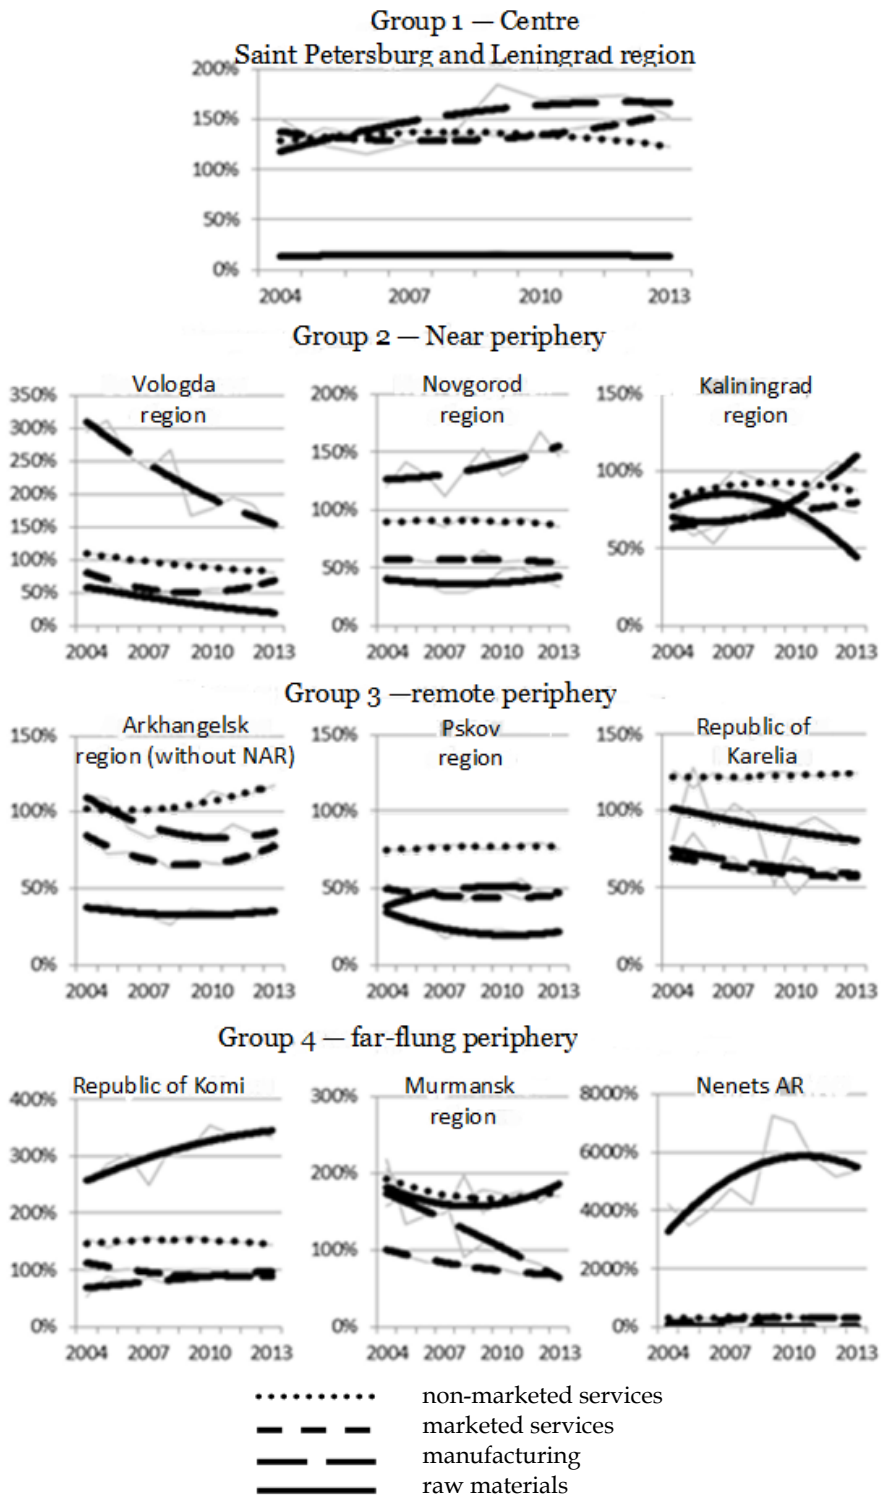 Group 1 — Centre
Saint Petersburg and Leningrad region
200%
150%
100%
50%
0%
2004 2007 2010 2013
Group 2 — Near periphery
Vologda
region
350%
300%
250%
200%
150%
100%
50%
0%
2004 2007 2010 2013
Novgorod
region
200%
150%
100%
50%
0%
2004 2007 2010 2013
Kaliningrad
region
150%
100%
50%
0%
2004 2007 2010 2013
Group 3 —remote periphery
Arkhangelsk
region (without NAR)
150%
100%
50%
0%
2004 2007 2010 2013
Pskov
region
150%
100%
50%
0%
2004 2007 2010 2013
Republic of
Karelia
150%
100%
50%
0%
2004 2007 2010 2013
Group 4 — far-flung periphery
Republic of Komi
400%
300%
200%
100%
0%
2004 2007 2010 2013
Murmansk
region
300%
200%
100%
0%
2004 2007 2010 2013
Nenets AR
8000%
6000%
4000%
2000%
0%
2004 2007 2010 2013
non-marketed services
marketed services
manufacturing
raw materials